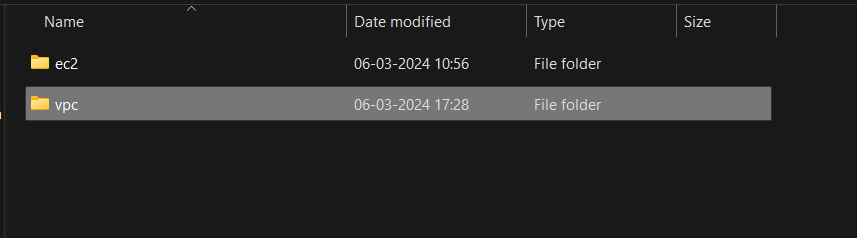 Name Date modified Type Size
ec2 06-03-2024 10:56 File folder
vpc 06-03-2024 17:28 File folder